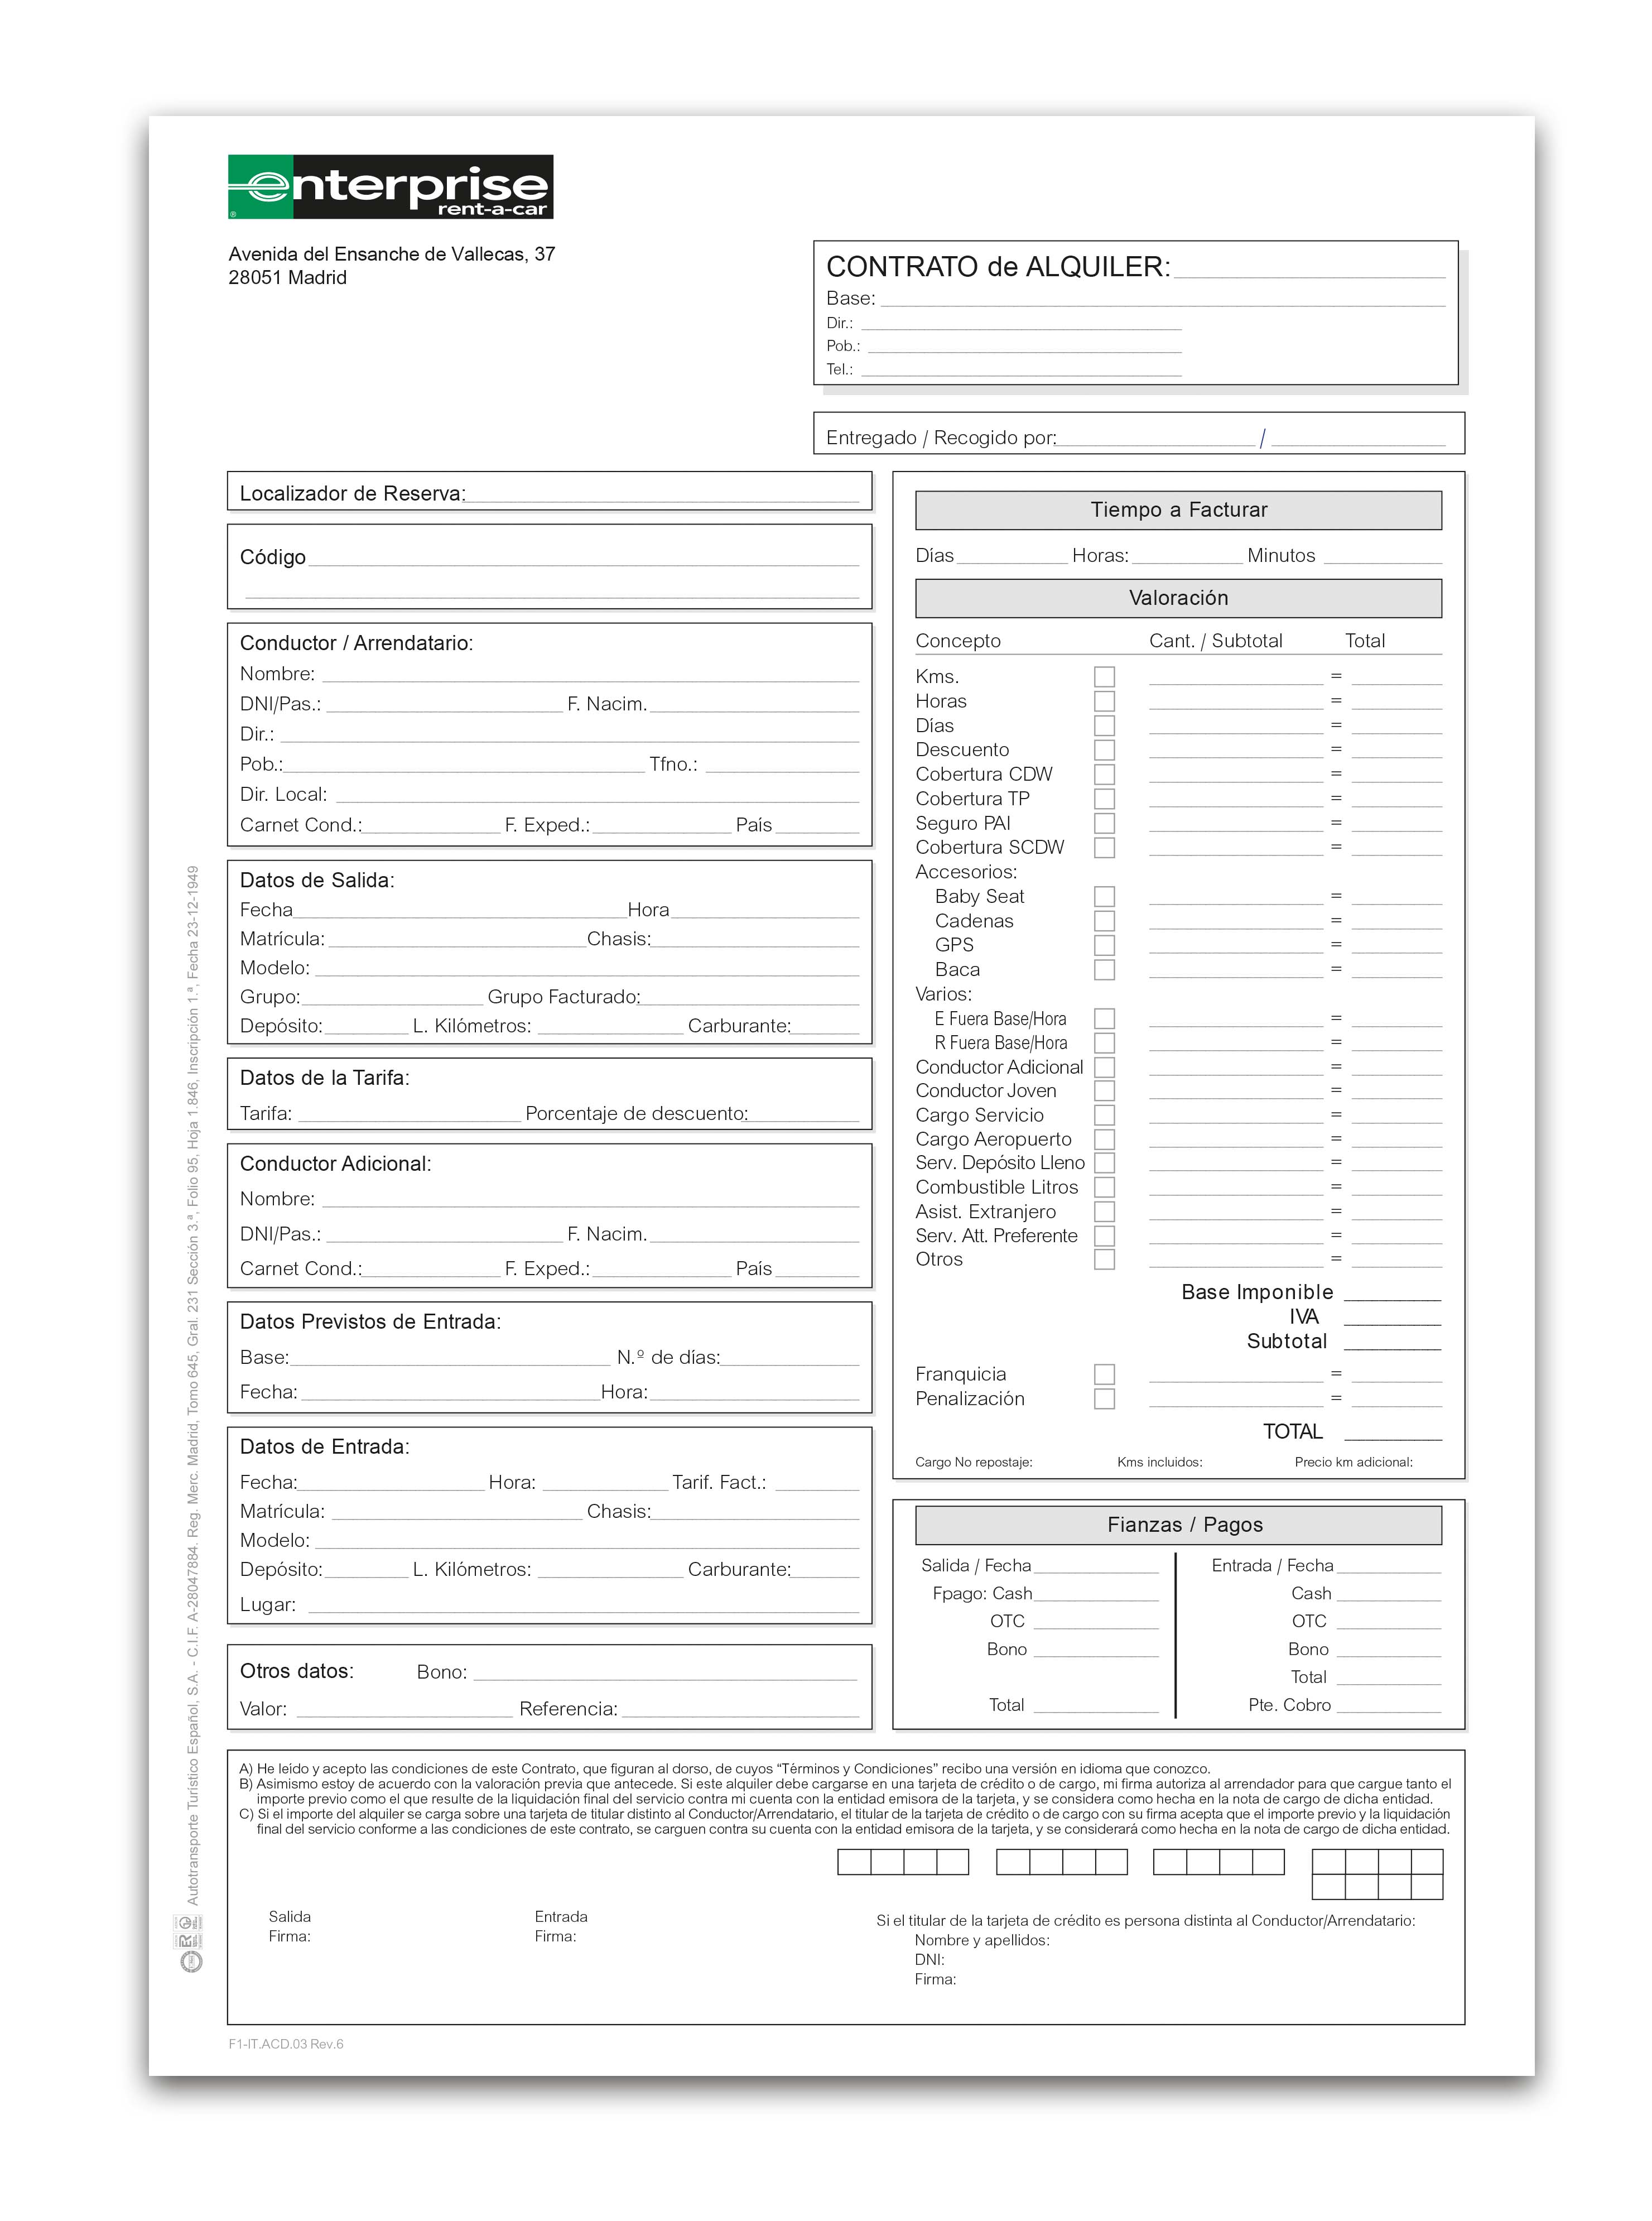 enterprise
rent-a-car
Avenida del Ensanche de Vallecas, 37
28051 Madrid
CONTRATO de ALQUILER:
Base:
Dir.:
Pob.:
Tel.:
Entregado / Recogido por: /
Localizador de Reserva:
Código
Conductor / Arrendatario:
Nombre:
DNI/Pas.: F. Nacim.
Dir.:
Pob.: Tfno.:
Dir. Local:
Carnet Cond.: F. Exped.: País
Datos de Salida:
Fecha Hora
Matrícula: Chasis:
Modelo:
Grupo: Grupo Facturado:
Depósito: L. Kilómetros: Carburante:
Datos de la Tarifa:
Tarifa: Porcentaje de descuento:
Conductor Adicional:
Nombre:
DNI/Pas.: F. Nacim.
Carnet Cond.: F. Exped.: País
Datos Previstos de Entrada:
Base: N.º de días:
Fecha: Hora:
Datos de Entrada:
Fecha: Hora: Tarif. Fact.:
Matrícula: Chasis:
Modelo:
Depósito: L. Kilómetros: Carburante:
Lugar:
Otros datos: Bono:
Valor: Referencia:
Tiempo a Facturar
Días Horas: Minutos
Valoración
Concepto Cant. / Subtotal Total
Kms. =
Horas =
Días =
Descuento =
Cobertura CDW =
Cobertura TP =
Seguro PAI =
Cobertura SCDW =
Accesorios:
Baby Seat =
Cadenas =
GPS =
Baca =
Varios:
E Fuera Base/Hora =
R Fuera Base/Hora =
Conductor Adicional =
Conductor Joven =
Cargo Servicio =
Cargo Aeropuerto =
Serv. Depósito Lleno =
Combustible Litros =
Asist. Extranjero =
Serv. Att. Preferente =
Otros =
Base Imponible
IVA
Subtotal
Franquicia =
Penalización =
TOTAL
Cargo No repostaje: Kms incluidos: Precio km adicional:
Fianzas / Pagos
Salida / Fecha Entrada / Fecha
Fpago: Cash Cash
OTC OTC
Bono Bono
Total
Total Pte. Cobro
A) He leido y acepto las condiciones de este Contrato, que figuran al dorso, de cuyos “Términos y Condiciones” recibo una versión en idioma que conozco.
B) Asimismo estoy de acuerdo con la valoración previa que antecede. Si este alquiler debe cargarse en una tarjeta de crédito o de cargo, mi firma autoriza al arrendador para que cargue tanto el
importe previo como el que resulte de la liquidación final del servicio contra mi cuenta con la entidad emisora de la tarjeta, y se considera como hecha en la nota de cargo de dicha entidad.
C) Si el importe del alquiler se carga sobre una tarjeta de titular distinto al Conductor/Arrendatario, el titular de la tarjeta de crédito o de cargo con su firma acepta que el importe previo y la liquidación
final del servicio conforme a las condiciones de este contrato, se carguen contra su cuenta con la entidad emisora de la tarjeta, y se considerará como hecha en la nota de cargo de dicha entidad.
Salida
Firma:
Entrada
Firma:
Si el titular de la tarjeta de crédito es persona distinta al Conductor/Arrendatario:
Nombre y apellidos:
DNI:
Firma:
F1-IT.ACD.03 Rev.6
Autotransporte Turístico Español, S.A. - C.I.F. A-28047884. Reg. Merc. Madrid, Tomo 645, Gral. 231 Sección 3.ª, Folio 95, Hoja 1.846, Inscripción 1.ª, Fecha 23-12-1949